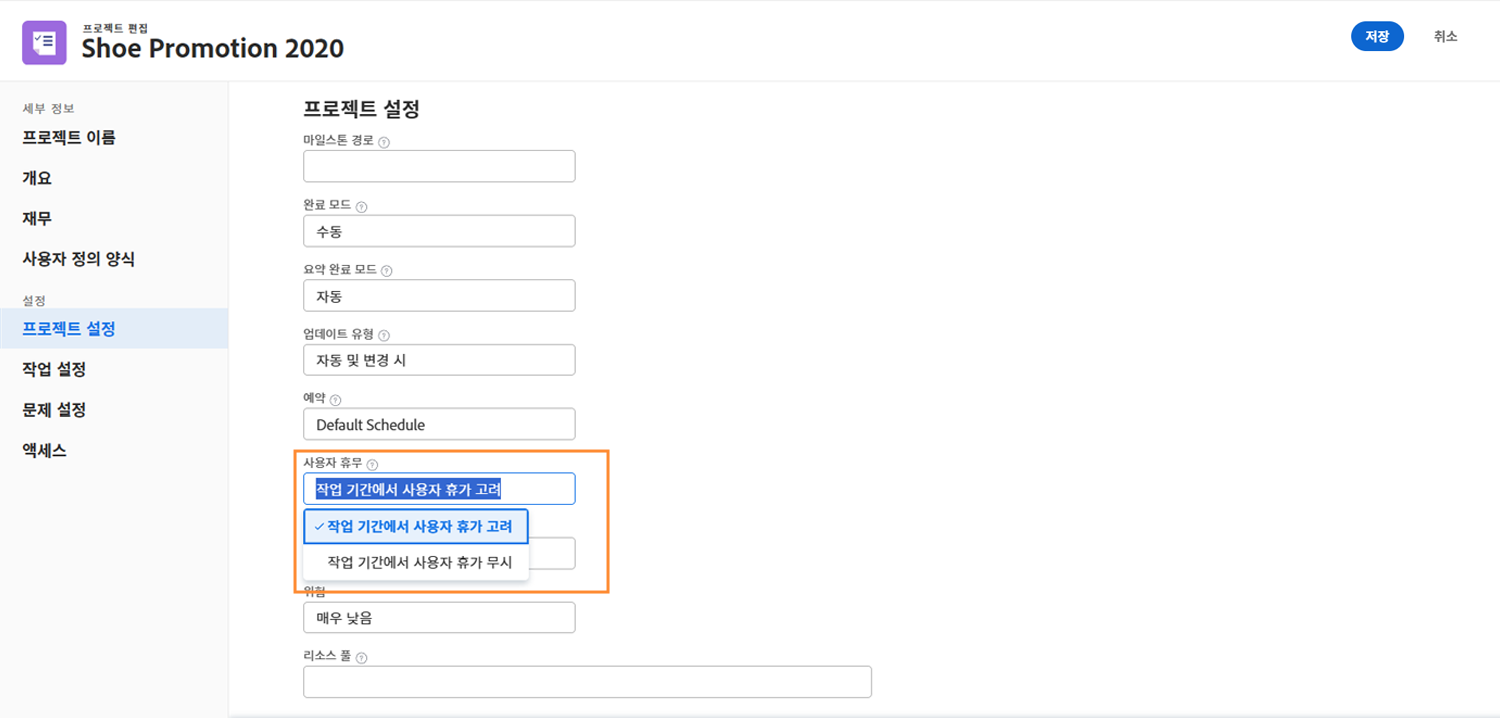 프로젝트 편집
Shoe Promotion 2020
저장
취소
세부 정보
프로젝트 이름
개요
재무
사용자 정의 양식
설정
프로젝트 설정
작업 설정
문제 설정
액세스
프로젝트 설정
마일스톤 경로
완료 모드
수동
요약 완료 모드
자동
업데이트 유형
자동 및 변경 시
예약
Default Schedule
사용자 휴무
작업 기간에서 사용자 휴가 고려
작업 기간에서 사용자 휴가 고려
작업 기간에서 사용자 휴가 무시
위험
매우 낮음
리소스 풀